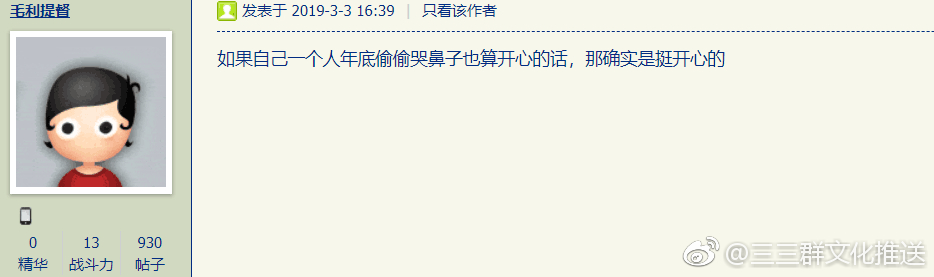 毛利提督
发表于 2019-3-3 16:39 | 只看该作者
如果自己一个人年底偷偷哭鼻子也算开心的话，那确实是挺开心的
0 13 930
精华 战斗力 帖子
@三三群文化推送